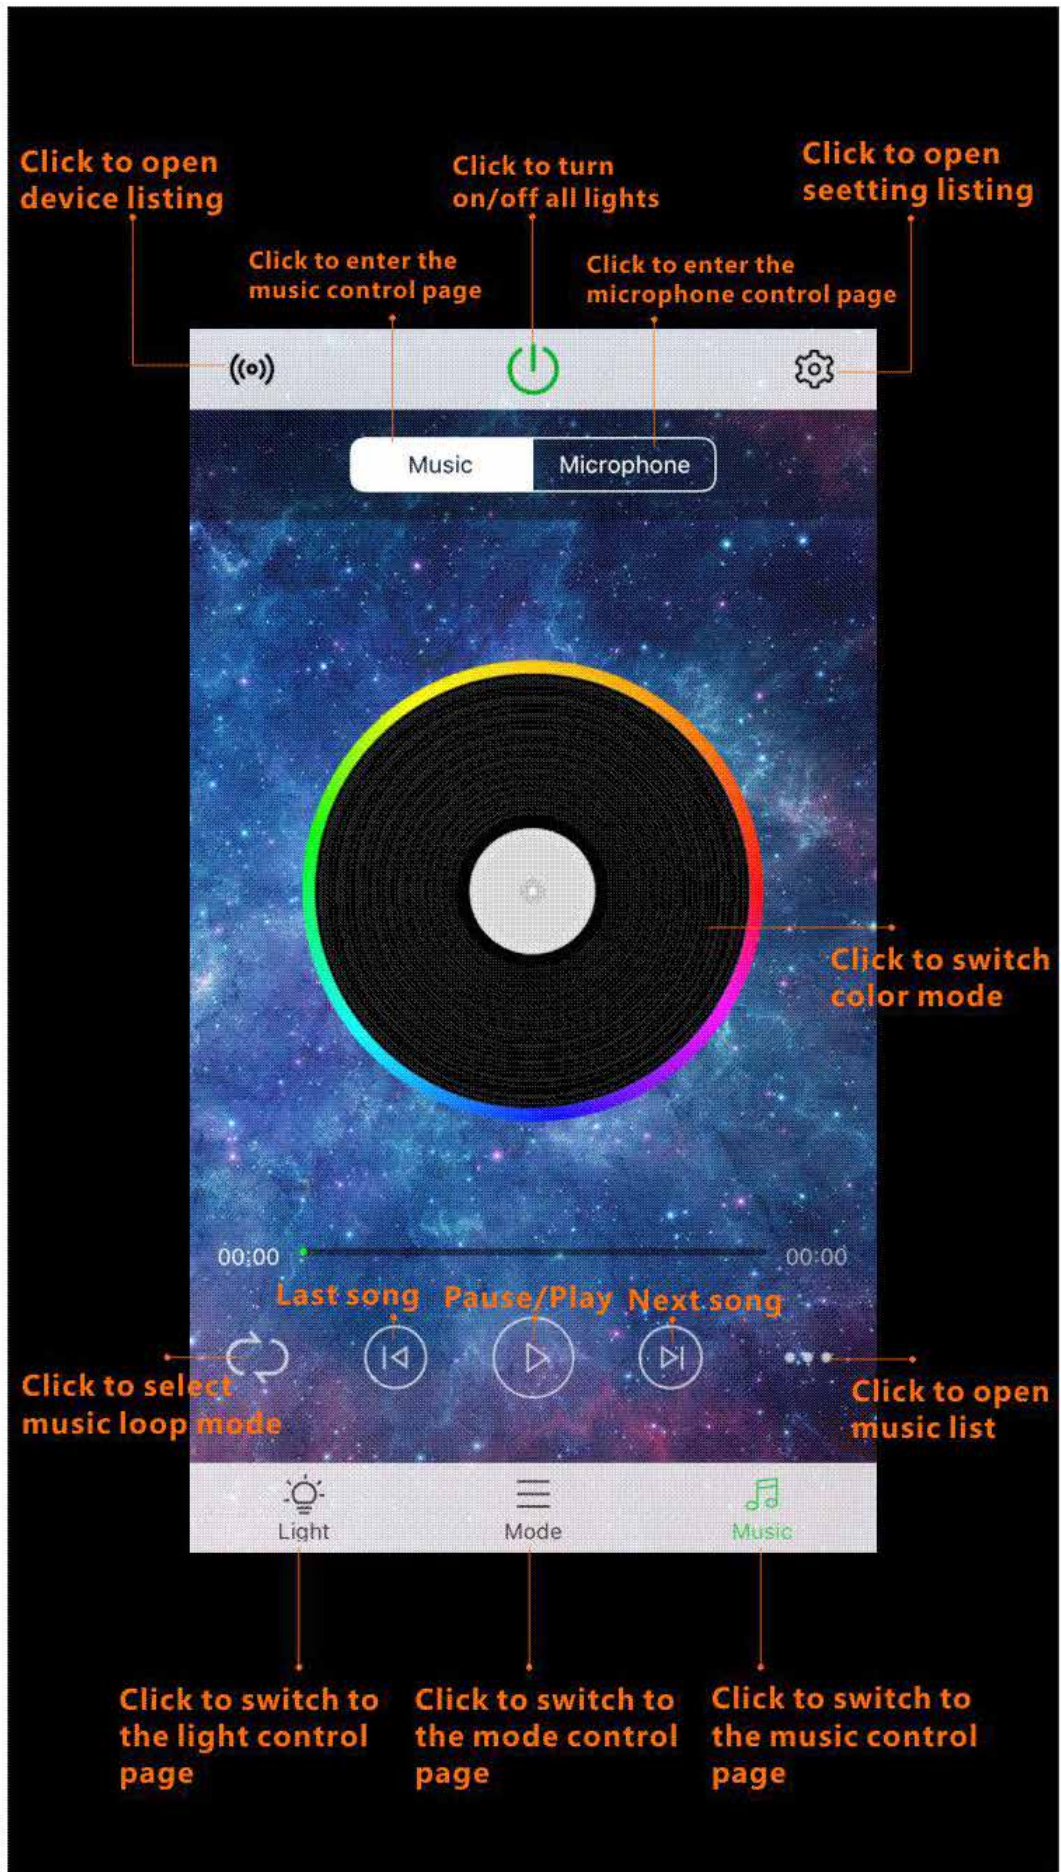 Click to open
device listing
Click to turn
on/off all lights
Click to open
seetting listing
Click to enter the
music control page
Click to enter the
microphone control page
Music
Microphone
Click to switch
color mode
00:00
00:00
Last song
Pause/Play
Next song
Click to select
music loop mode
Click to open
music list
Light
Mode
Music
Click to switch to
the light control
page
Click to switch to
the mode control
page
Click to switch to
the music control
page